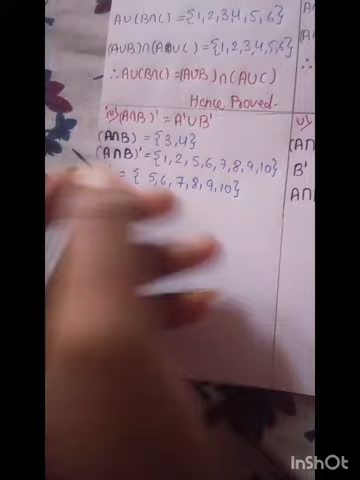 AU(B∩C) = {1,2,3,4,5,6}
(AUB)∩(AUC) = {1,2,3,4,5,6}
∴ AU(B∩C) = (AUB) ∩ (AUC)
Hence, Proved.
iv) (A∩B)' = A'UB'
(A∩B) = {3,4}
(A∩B)' = {1,2,5,6,7,8,9,10}
= { 5,6,7,8,9,10}
v)
(A∩
B'
A∩
InShOt